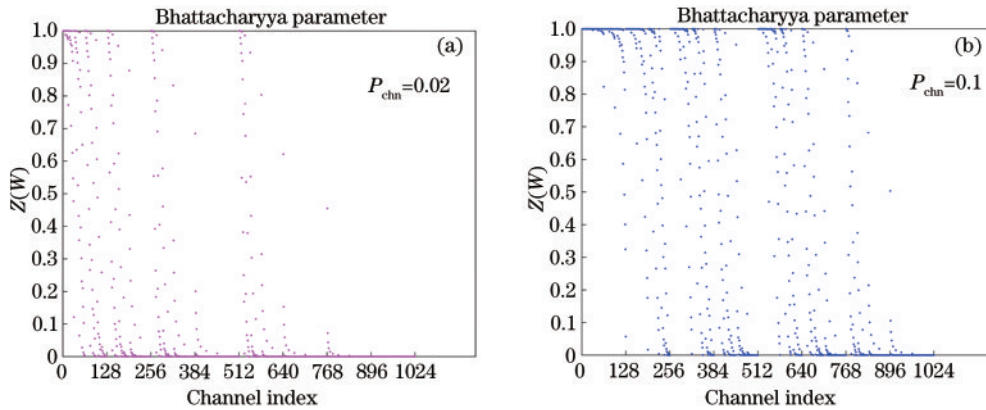 Bhattacharyya parameter
(a)
P_chn=0.02
Z(W)
1.0
0.9
0.8
0.7
0.6
0.5
0.4
0.3
0.2
0.1
0
0 128 256 384 512 640 768 896 1024
Channel index
Bhattacharyya parameter
(b)
P_chn=0.1
Z(W)
1.0
0.9
0.8
0.7
0.6
0.5
0.4
0.3
0.2
0.1
0
0 128 256 384 512 640 768 896 1024
Channel index